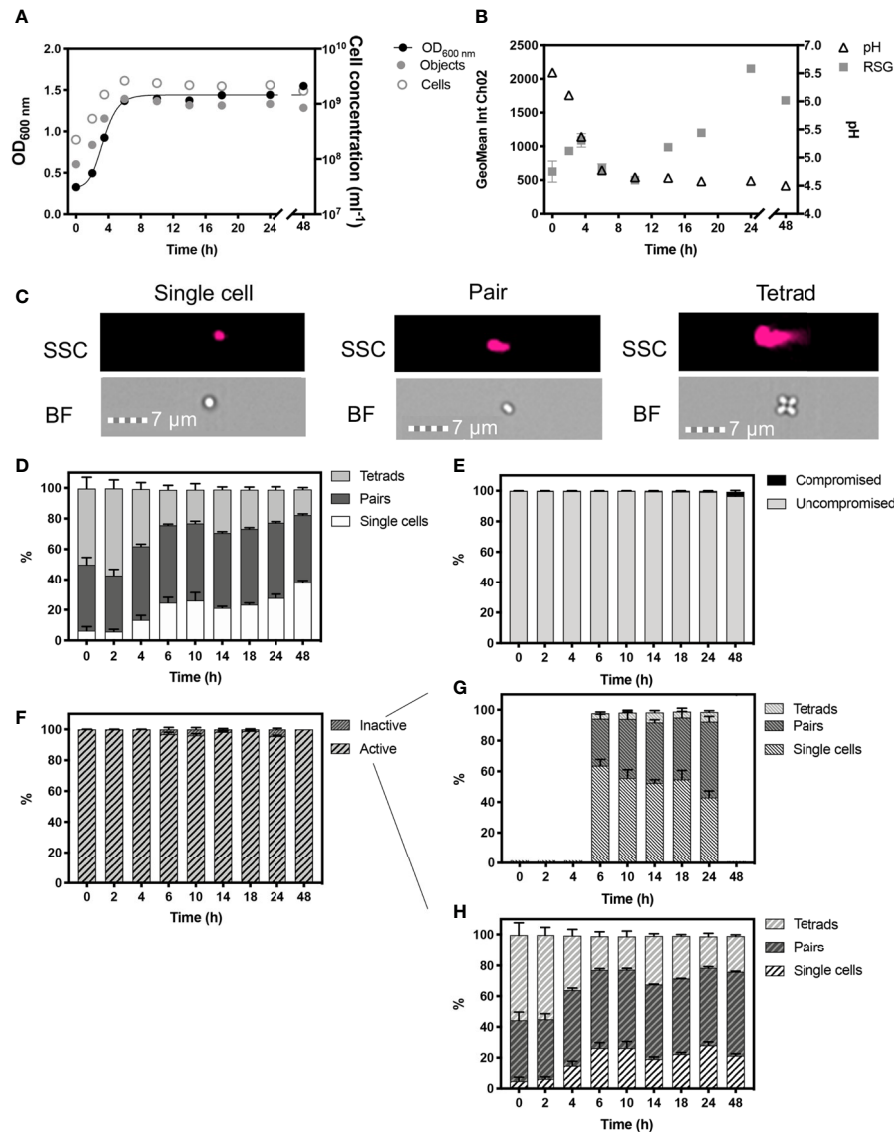 A
OD600 nm
2.0
1.5
1.0
0.5
0.0
0 4 8 12 16 20 24 48
Time (h)
10^10
10^9
10^8
10^7
Cell concentration (ml^-1)
OD600 nm
Objects
Cells
B
GeoMean Int Ch02
2500
2250
2000
1750
1500
1250
1000
750
500
250
0
0 4 8 12 16 20 24 48
Time (h)
7.0
6.5
6.0
5.5
5.0
4.5
4.0
pH
pH
RSG
C
Single cell
Pair
Tetrad
SSC
SSC
SSC
BF
7 µm
BF
7 µm
BF
7 µm
D
%
100
80
60
40
20
0
0 2 4 6 10 14 18 24 48
Time (h)
Tetrads
Pairs
Single cells
E
%
100
80
60
40
20
0
0 2 4 6 10 14 18 24 48
Time (h)
Compromised
Uncompromised
F
%
100
80
60
40
20
0
0 2 4 6 10 14 18 24 48
Time (h)
Inactive
Active
G
%
100
80
60
40
20
0
0 2 4 6 10 14 18 24 48
Time (h)
Tetrads
Pairs
Single cells
H
%
100
80
60
40
20
0
0 2 4 6 10 14 18 24 48
Time (h)
Tetrads
Pairs
Single cells